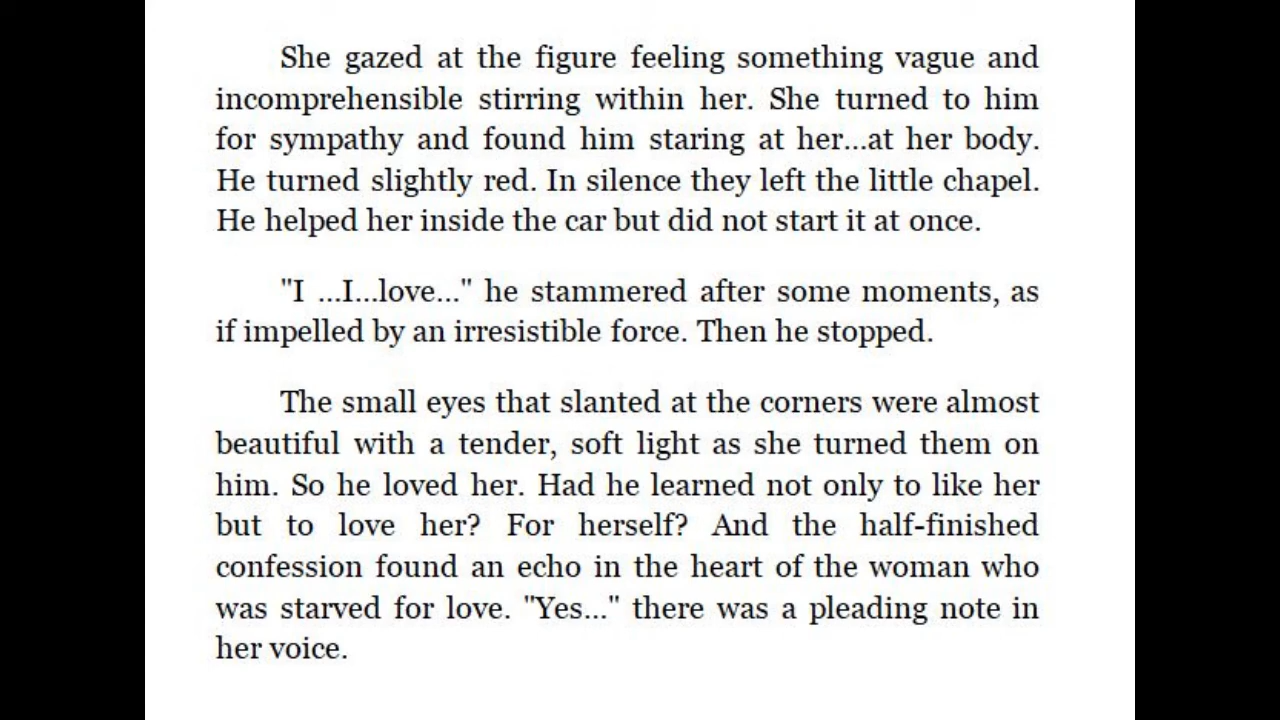 She gazed at the figure feeling something vague and
incomprehensible stirring within her. She turned to him
for sympathy and found him staring at her...at her body.
He turned slightly red. In silence they left the little chapel.
He helped her inside the car but did not start it at once.
"I ...I...love..." he stammered after some moments, as
if impelled by an irresistible force. Then he stopped.
The small eyes that slanted at the corners were almost
beautiful with a tender, soft light as she turned them on
him. So he loved her. Had he learned not only to like her
but to love her? For herself? And the half-finished
confession found an echo in the heart of the woman who
was starved for love. "Yes..." there was a pleading note in
her voice.